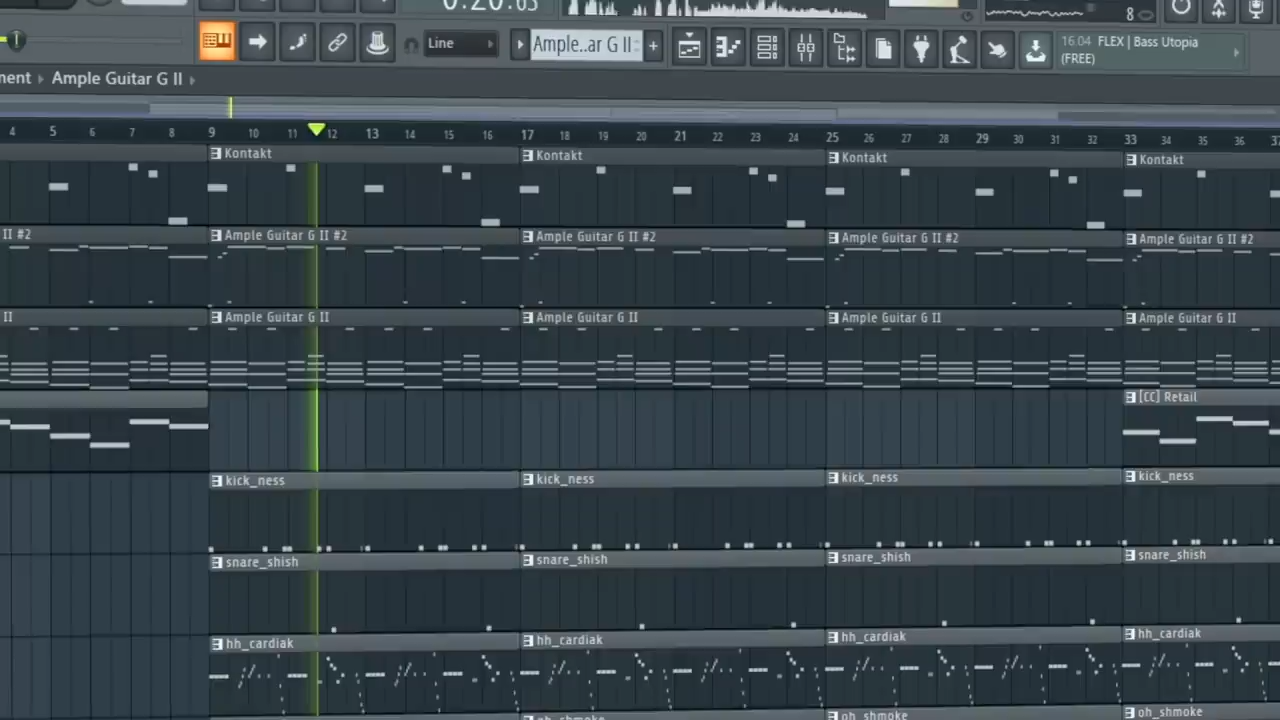 0:20:65
8
Line
Ample..ar G II
+
16.04 FLEX | Bass Utopia
(FREE)
ment › Ample Guitar G II ›
4 5 6 7 8 9 10 11 12 13 14 15 16 17 18 19 20 21 22 23 24 25 26 27 28 29 30 31 32 33 34 35 36 37
Kontakt Kontakt Kontakt Kontakt
II #2 Ample Guitar G II #2 Ample Guitar G II #2 Ample Guitar G II #2 Ample Guitar G II #2
II Ample Guitar G II Ample Guitar G II Ample Guitar G II Ample Guitar G II
[CC] Retail
kick_ness kick_ness kick_ness kick_ness
snare_shish snare_shish snare_shish snare_shish
hh_cardiak hh_cardiak hh_cardiak hh_cardiak
oh_shmoke oh_shmoke oh_shmoke